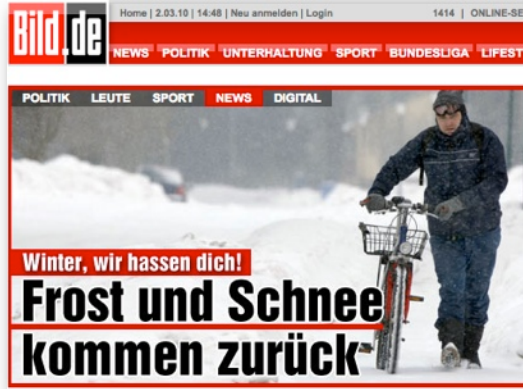 Bild.de
Home | 2.03.10 | 14:48 | Neu anmelden | Login
1414 | ONLINE-SE
NEWS POLITIK UNTERHALTUNG SPORT BUNDESLIGA LIFEST
POLITIK LEUTE SPORT NEWS DIGITAL
Winter, wir hassen dich!
Frost und Schnee
kommen zurück